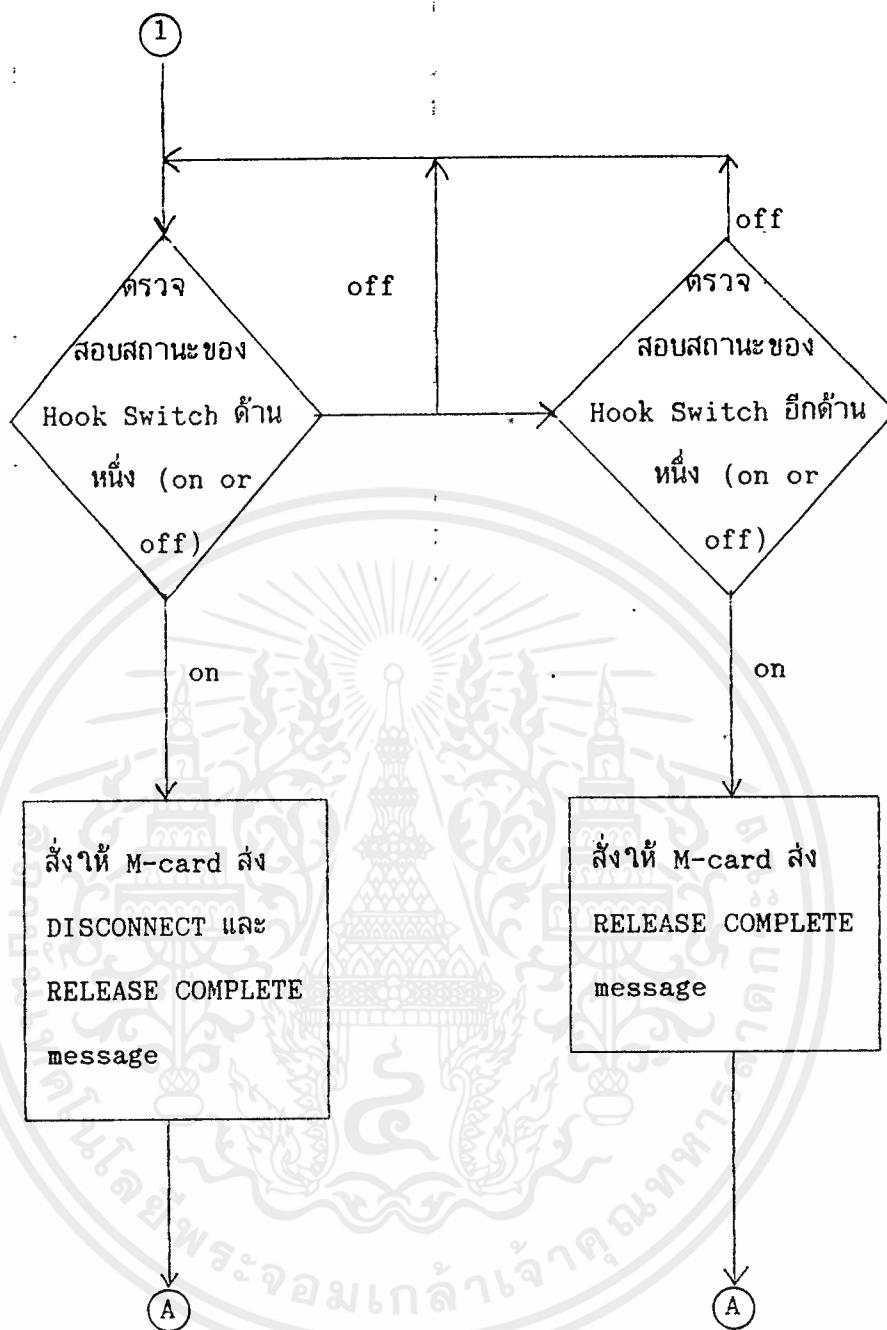 1
off
ตรวจ
สอบสถานะของ
Hook Switch ด้าน
หนึ่ง (on or
off)
off
ตรวจ
สอบสถานะของ
Hook Switch อีกด้าน
หนึ่ง (on or
off)
on
on
สั่งให้ M-card ส่ง
DISCONNECT และ
RELEASE COMPLETE
message
สั่งให้ M-card ส่ง
RELEASE COMPLETE
message
A
A